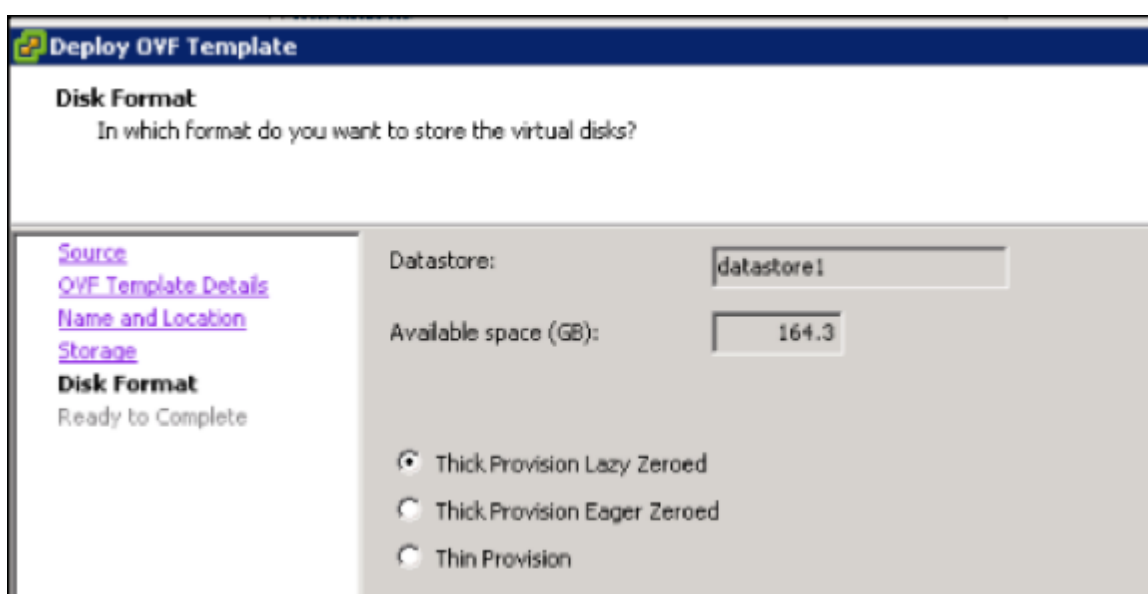 Deploy OVF Template
Disk Format
In which format do you want to store the virtual disks?
Source
OVF Template Details
Name and Location
Storage
Disk Format
Ready to Complete
Datastore:
datastore1
Available space (GB):
164.3
Thick Provision Lazy Zeroed
Thick Provision Eager Zeroed
Thin Provision